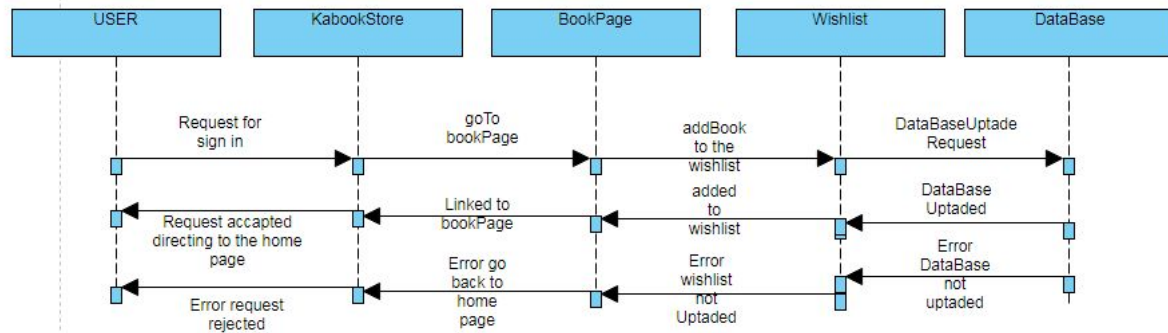 USER
KabookStore
BookPage
Wishlist
DataBase
Request for
sign in
goTo
bookPage
addBook
to the
wishlist
DataBaseUptade
Request
Request accapted
directing to the home
page
Linked to
bookPage
added
to
wishlist
DataBase
Uptaded
Error request
rejected
Error go
back to
home
page
Error
wishlist
not
Uptaded
Error
DataBase
not
uptaded